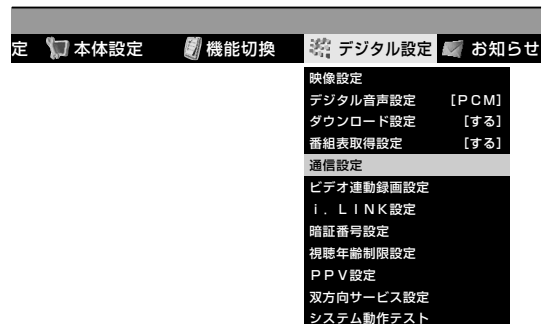 定 本体設定 機能切換 デジタル設定 お知らせ
映像設定
デジタル音声設定 [PCM]
ダウンロード設定 [する]
番組表取得設定 [する]
通信設定
ビデオ連動録画設定
i．LINK設定
暗証番号設定
視聴年齢制限設定
PPV設定
双方向サービス設定
システム動作テスト